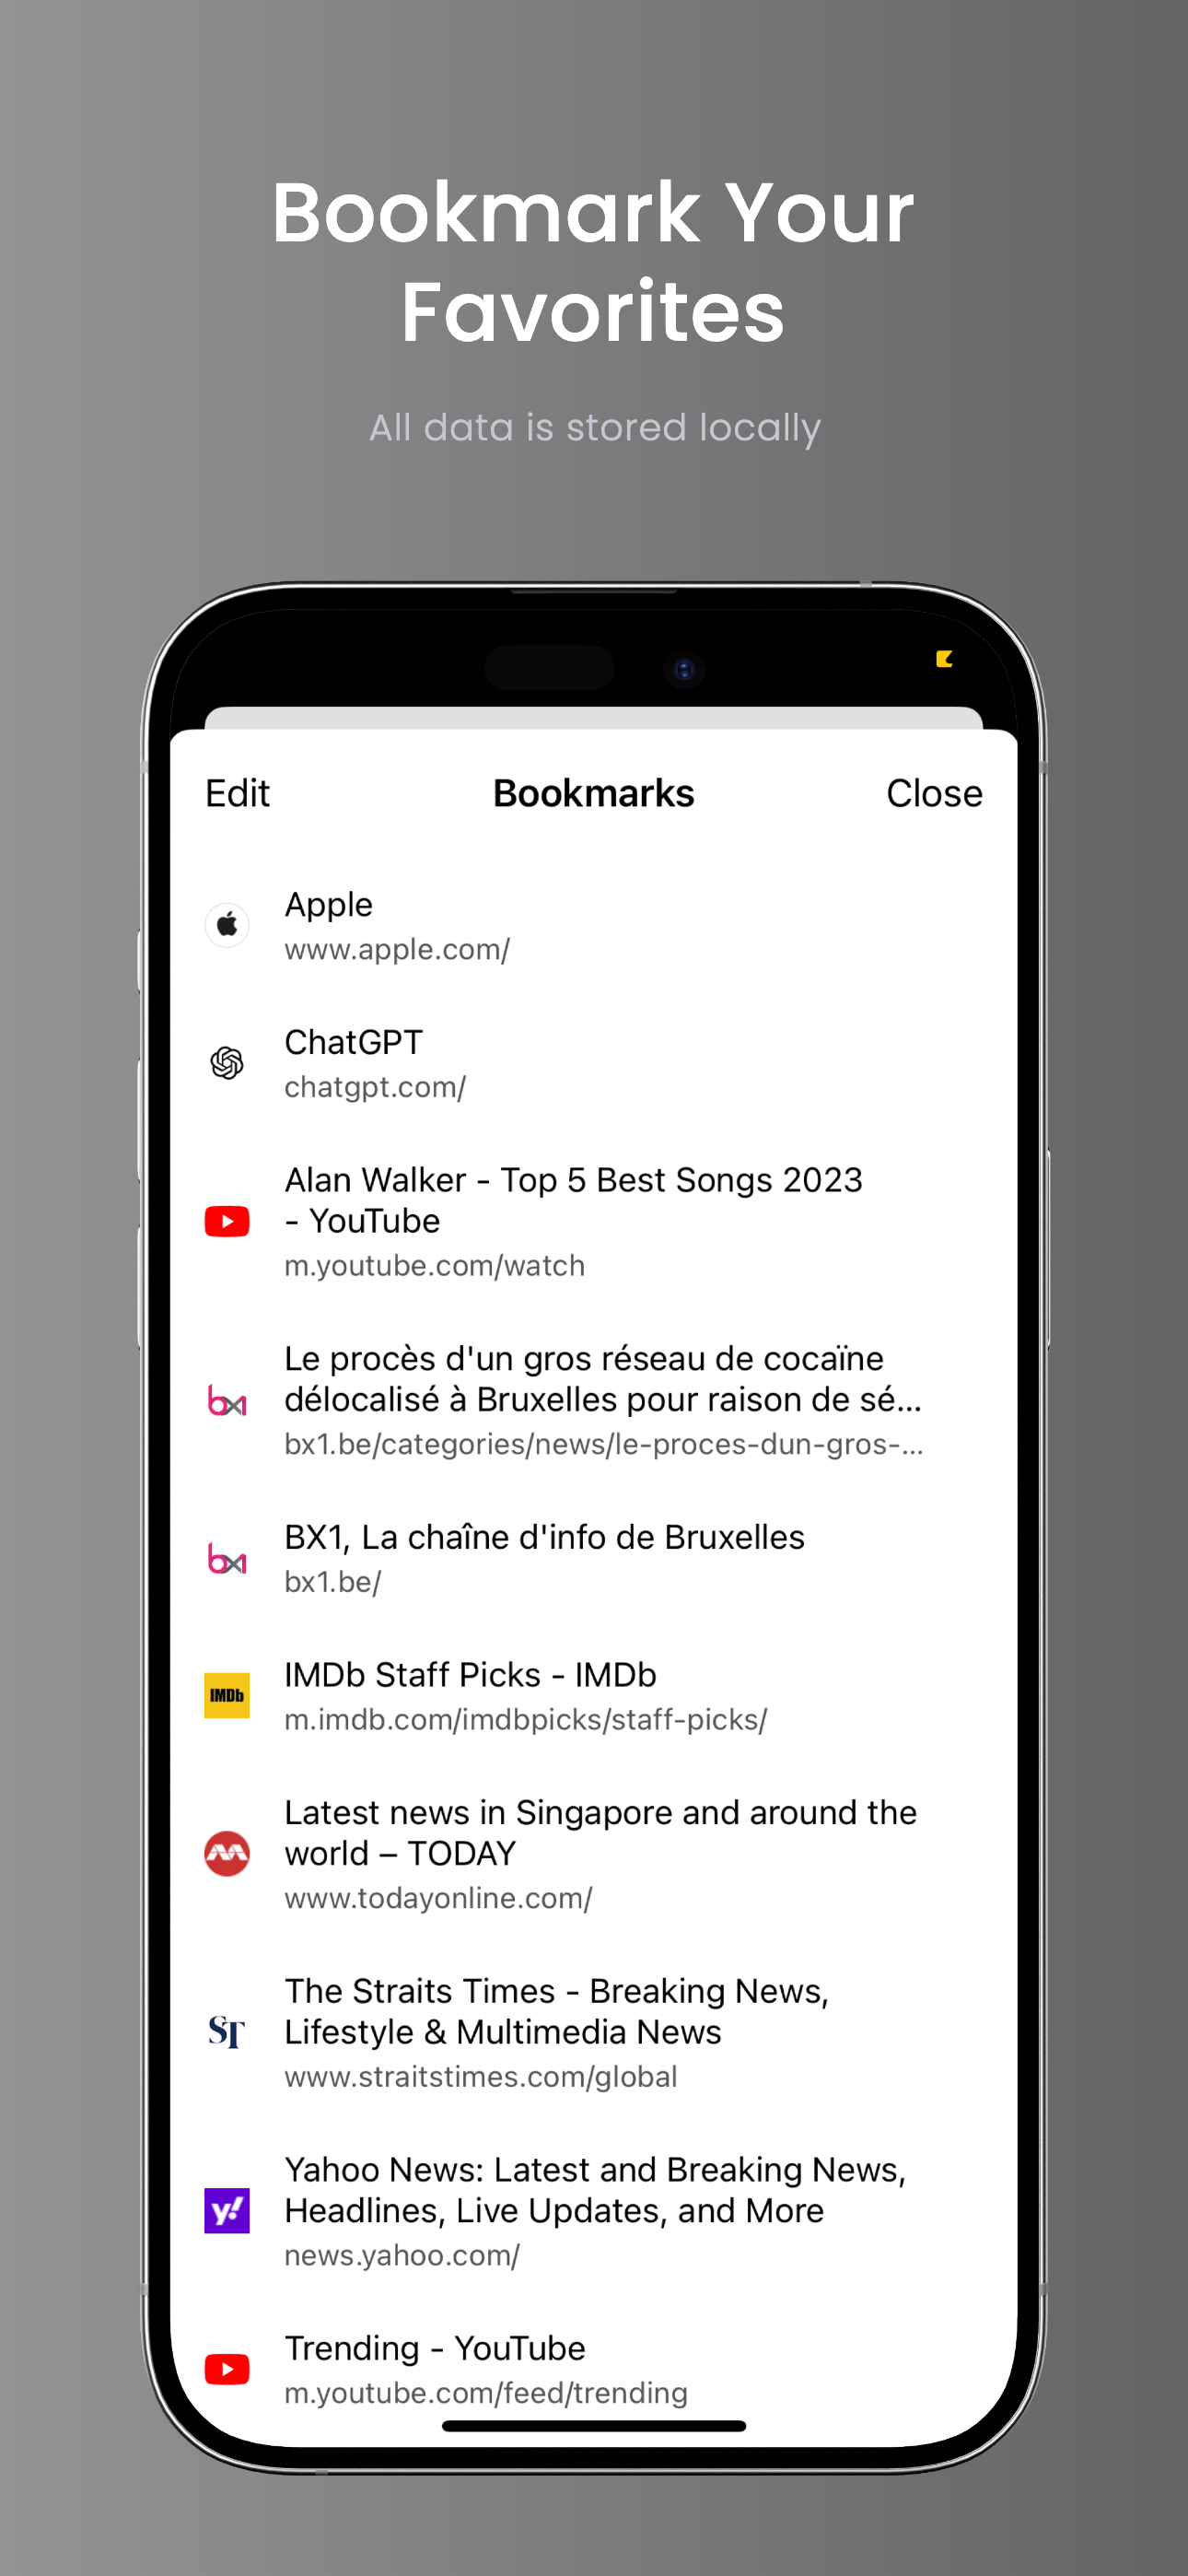 Bookmark Your
Favorites
All data is stored locally
Edit
Bookmarks
Close
Apple
www.apple.com/
ChatGPT
chatgpt.com/
Alan Walker - Top 5 Best Songs 2023
- YouTube
m.youtube.com/watch
bx1
Le procès d'un gros réseau de cocaïne
délocalisé à Bruxelles pour raison de sé...
bx1.be/categories/news/le-proces-dun-gros-...
bx1
BX1, La chaîne d'info de Bruxelles
bx1.be/
IMDb
IMDb Staff Picks - IMDb
m.imdb.com/imdbpicks/staff-picks/
Latest news in Singapore and around the
world – TODAY
www.todayonline.com/
ST
The Straits Times - Breaking News,
Lifestyle & Multimedia News
www.straitstimes.com/global
y!
Yahoo News: Latest and Breaking News,
Headlines, Live Updates, and More
news.yahoo.com/
Trending - YouTube
m.youtube.com/feed/trending